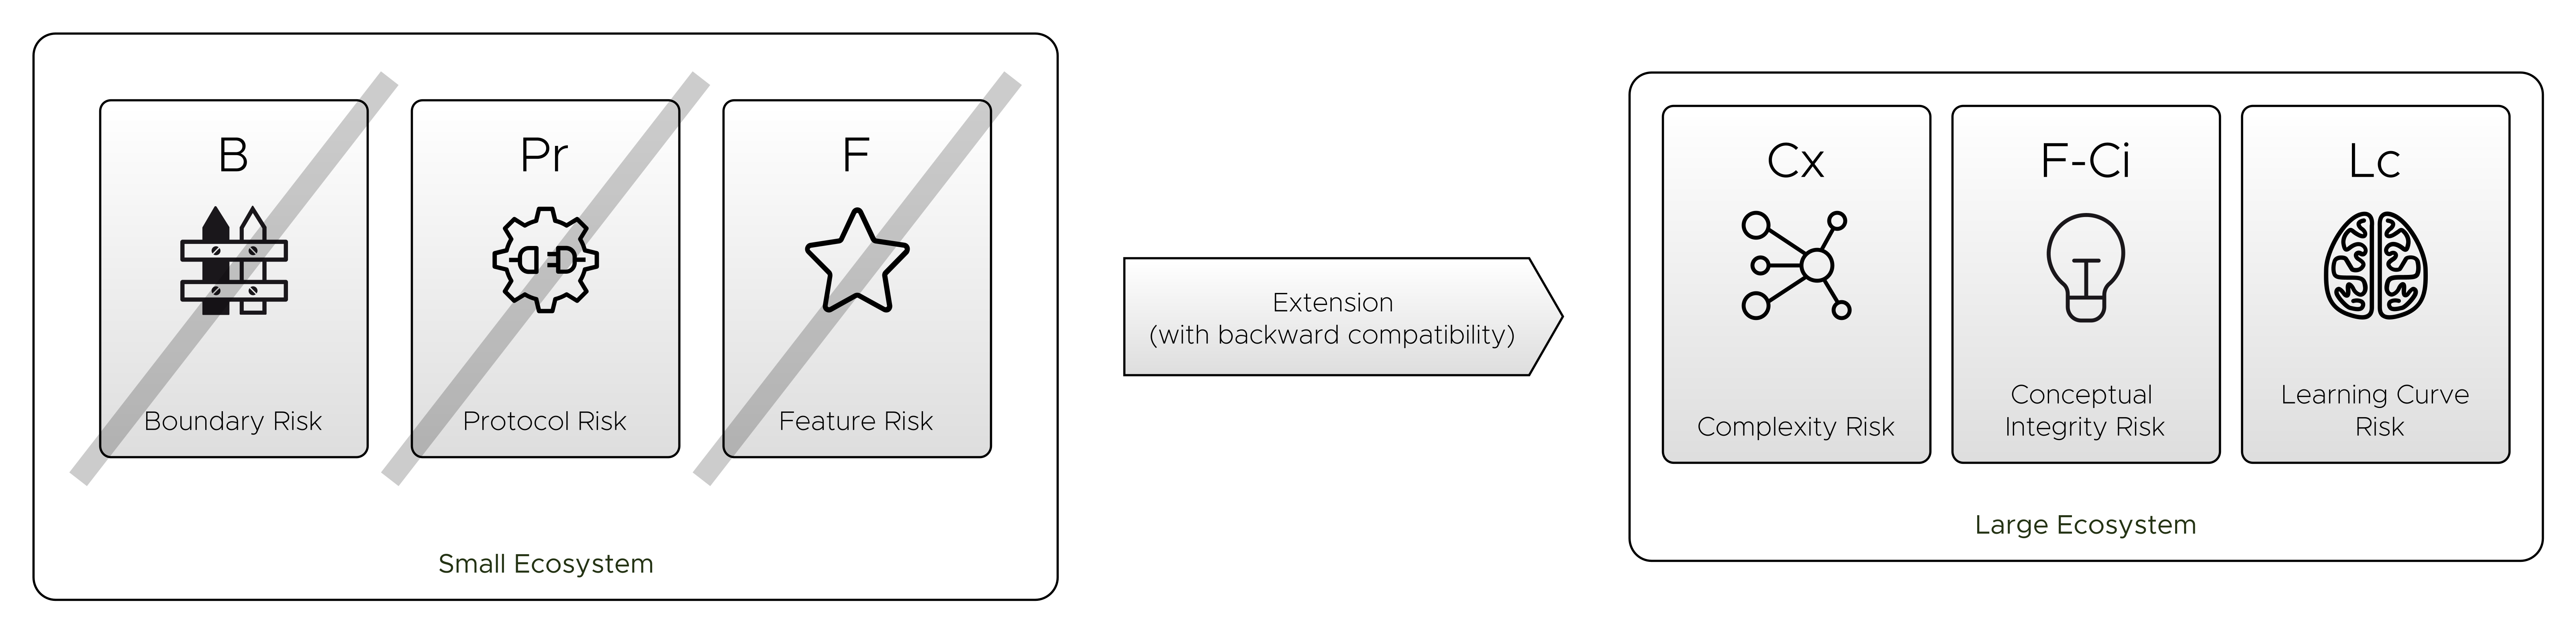 B
Boundary Risk
Pr
Protocol Risk
F
Feature Risk
Small Ecosystem
Extension
(with backward compatibility)
Cx
Complexity Risk
F-Ci
Conceptual
Integrity Risk
Lc
Learning Curve
Risk
Large Ecosystem